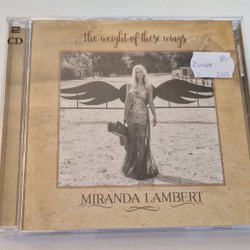 the weight of these wings
MIRANDA LAMBERT
2
CD